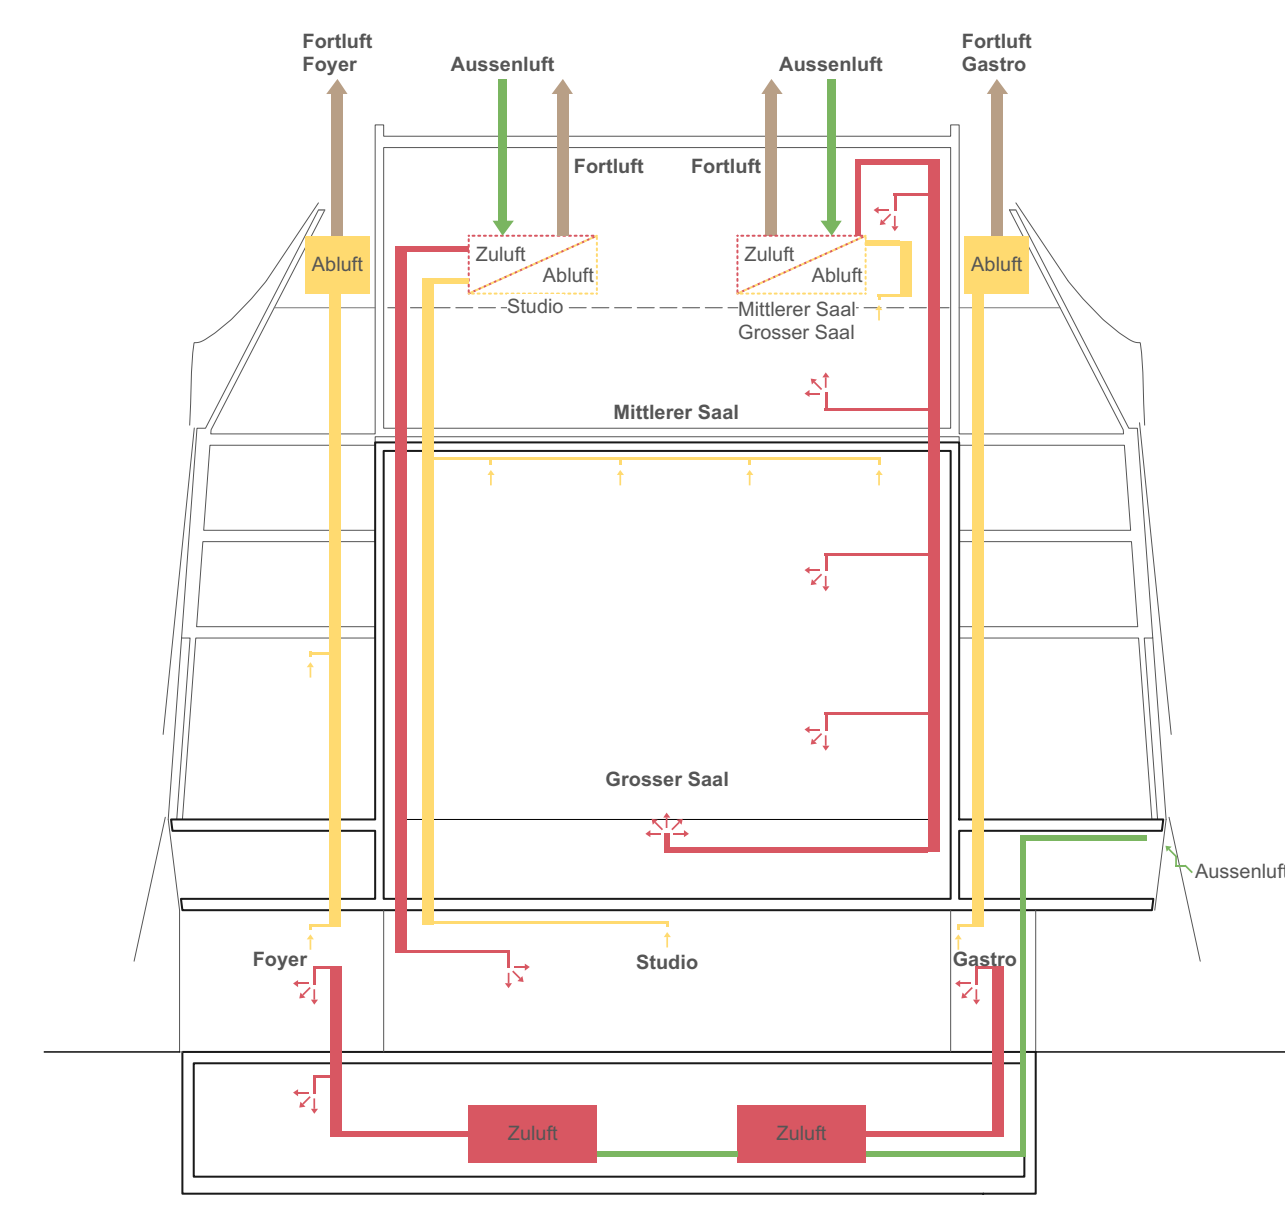 Fortluft
Foyer
Aussenluft
Aussenluft
Fortluft
Gastro
Fortluft
Fortluft
Abluft
Zuluft
Abluft
Studio
Zuluft
Abluft
Mittlerer Saal
Grosser Saal
Abluft
Mittlerer Saal
Grosser Saal
Aussenluft
Foyer
Studio
Gastro
Zuluft
Zuluft